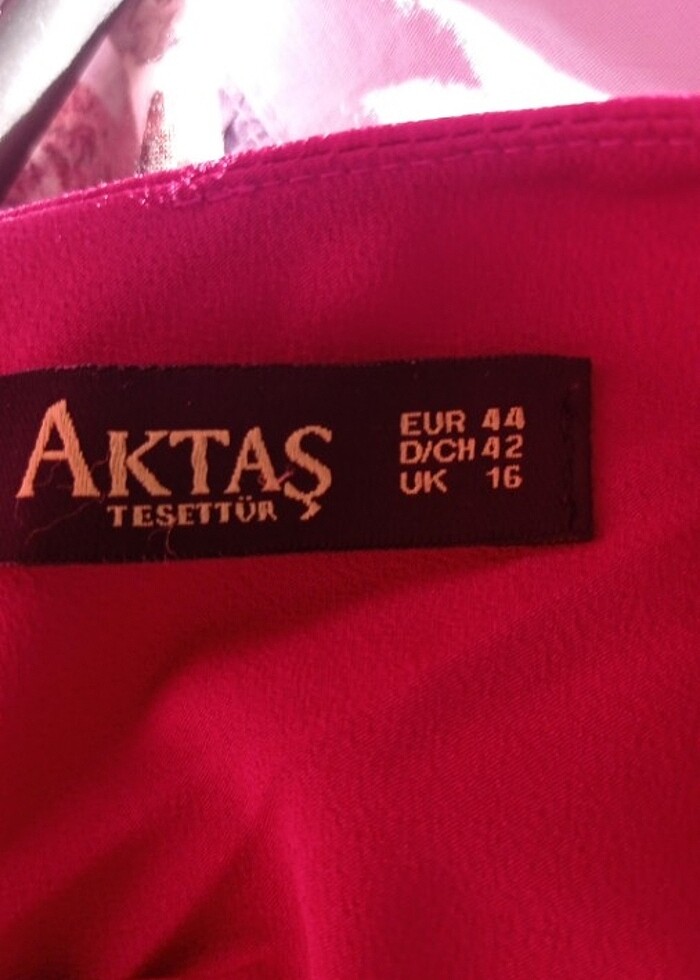 AKTAŞ
TESETTÜR
EUR 44
D/CH 42
UK 16